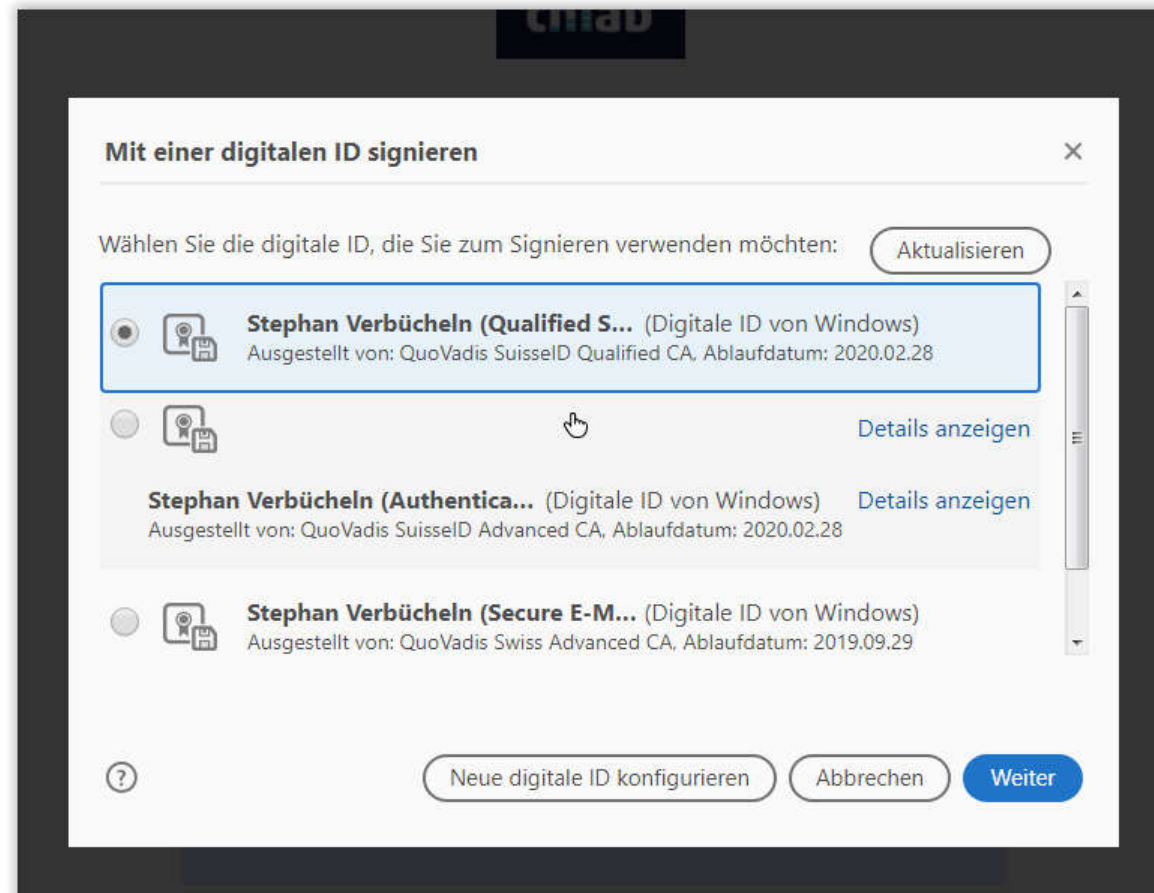 Mit einer digitalen ID signieren
Wählen Sie die digitale ID, die Sie zum Signieren verwenden möchten:
Aktualisieren
Stephan Verbücheln (Qualified S... (Digitale ID von Windows)
Ausgestellt von: QuoVadis SuisseID Qualified CA, Ablaufdatum: 2020.02.28
Details anzeigen
Stephan Verbücheln (Authentica... (Digitale ID von Windows) Details anzeigen
Ausgestellt von: QuoVadis SuisseID Advanced CA, Ablaufdatum: 2020.02.28
Stephan Verbücheln (Secure E-M... (Digitale ID von Windows)
Ausgestellt von: QuoVadis Swiss Advanced CA, Ablaufdatum: 2019.09.29
Neue digitale ID konfigurieren
Abbrechen
Weiter